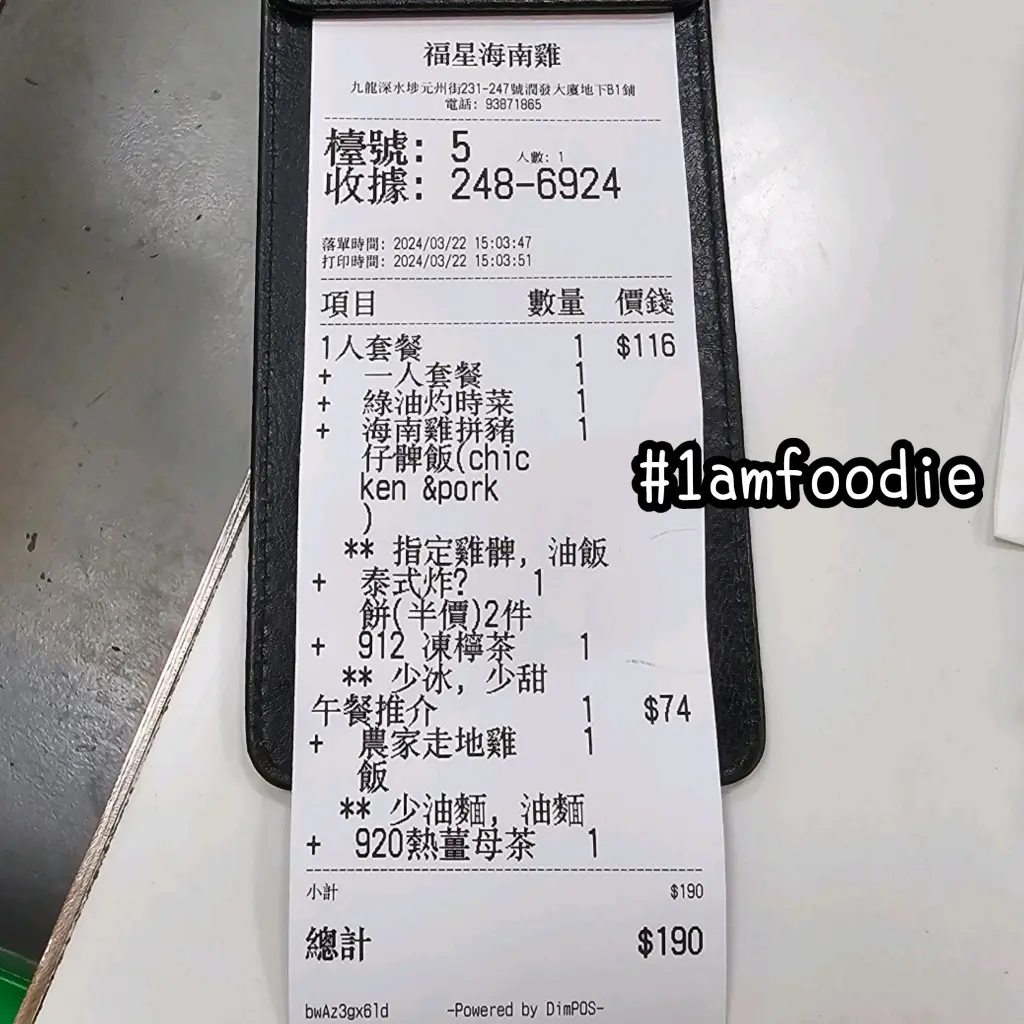 福星海南雞
九龍深水埗元州街231-247號潤發大廈地下B1舖
電話: 93871865
檯號: 5 人數: 1
收據: 248-6924
落單時間: 2024/03/22 15:03:47
打印時間: 2024/03/22 15:03:51
項目 數量 價錢
1人套餐 1 $116
+ 一人套餐 1
+ 綠油灼時菜 1
+ 海南雞拼豬 1
仔髀飯(chic
ken &pork
)
** 指定雞髀, 油飯
+ 泰式炸? 1
餅(半價)2件
+ 912 凍檸茶 1
** 少冰, 少甜
午餐推介 1 $74
+ 農家走地雞 1
飯
** 少油麵, 油麵
+ 920熱薑母茶 1
小計 $190
總計 $190
bwAz3gx6ld -Powered by DimPOS-
#1amfoodie